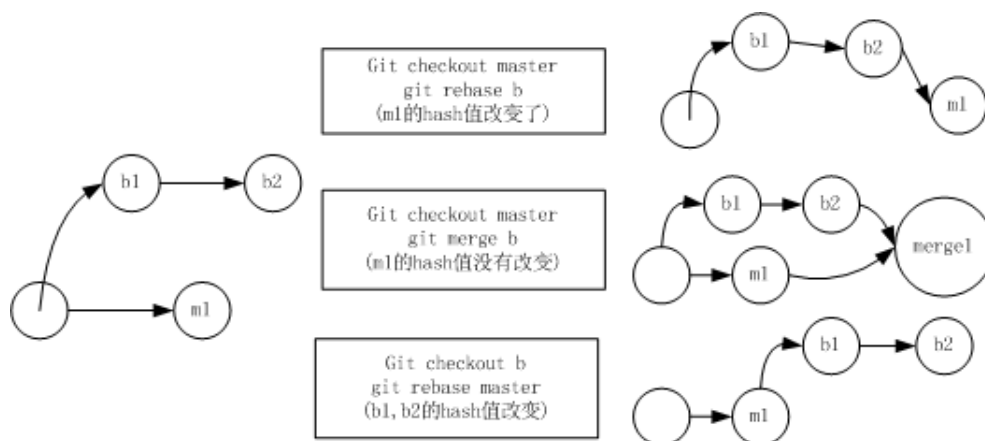 b1
b2
m1
Git checkout master
git rebase b
(m1的hash值改变了)
Git checkout master
git merge b
(m1的hash值没有改变)
Git checkout b
git rebase master
(b1,b2的hash值改变)
b1
b2
m1
b1
b2
m1
merge1
b1
b2
m1